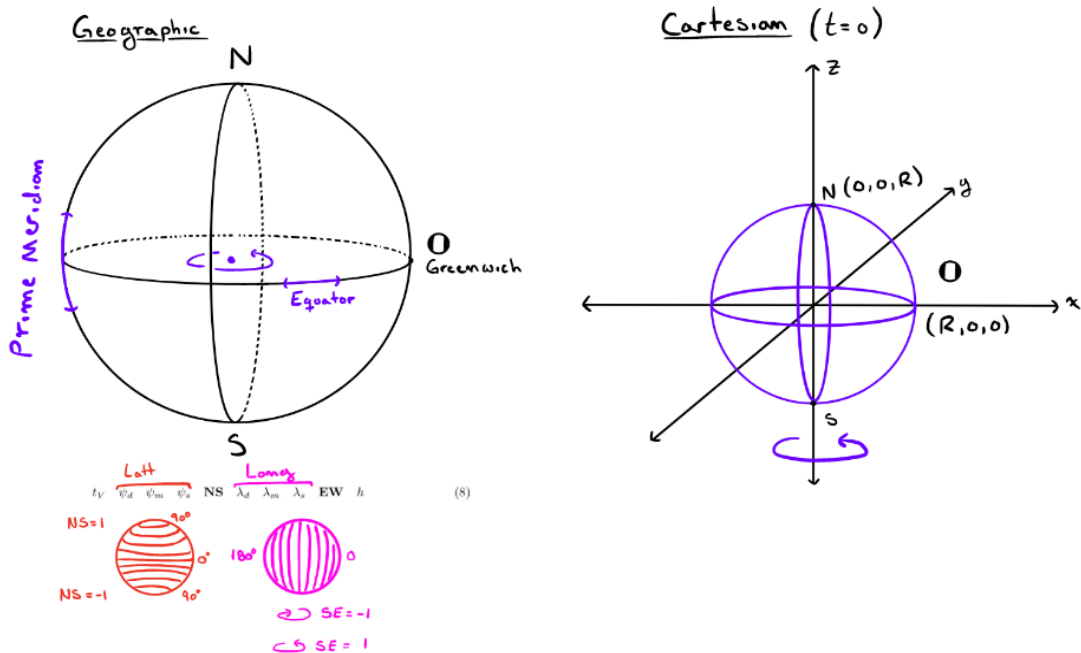 Geographic
N
Prime Meridian
O
Greenwich
Equator
S
Latt Long
t_V ψ_d ψ_m ψ_s NS λ_d λ_m λ_s EW h (8)
NS=1 90°
0°
NS=-1 90°
180° 0
SE=-1
SE= 1
Cartesian (t=0)
z
N (0,0,R)
y
O
x
(R,0,0)
S